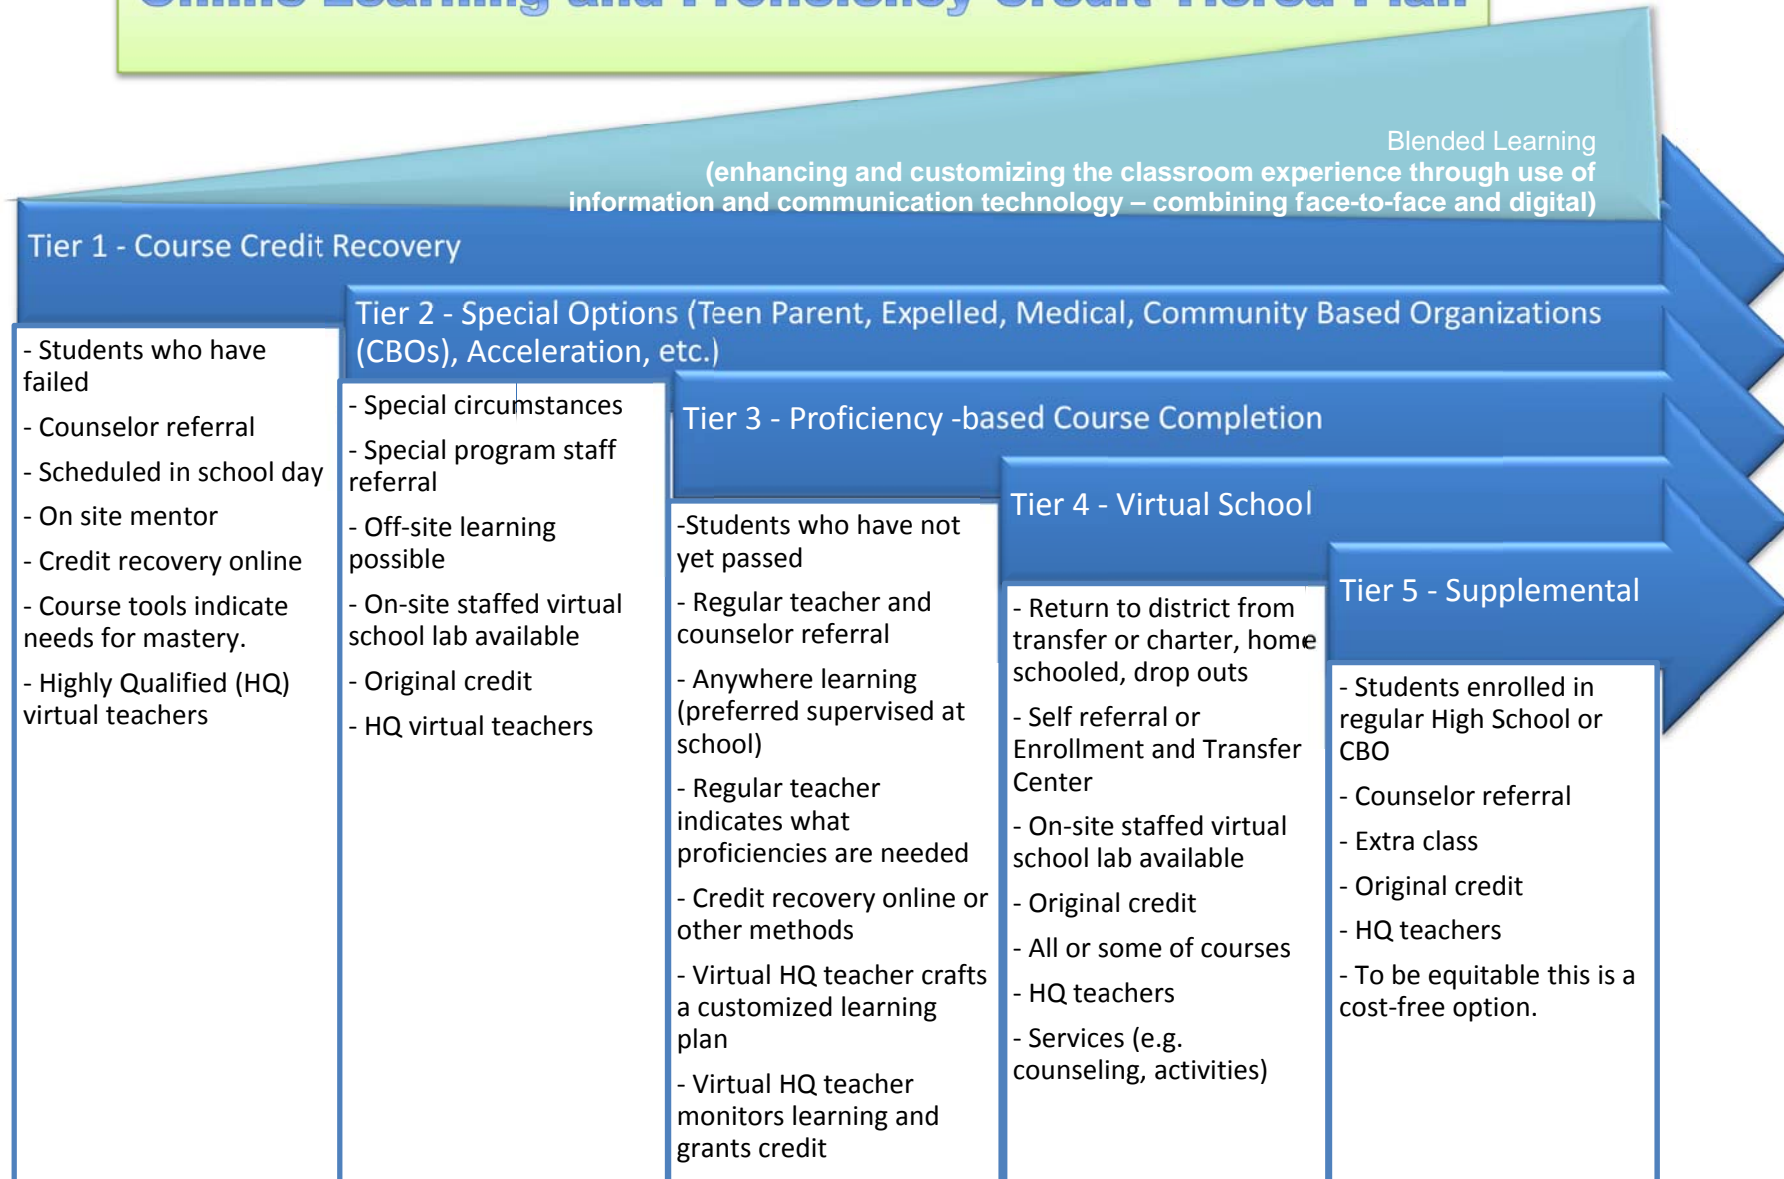 Online Learning and Proficiency Credit Tiered Plan
Blended Learning
(enhancing and customizing the classroom experience through use of
information and communication technology – combining face-to-face and digital)
Tier 1 - Course Credit Recovery
- Students who have
failed
- Counselor referral
- Scheduled in school day
- On site mentor
- Credit recovery online
- Course tools indicate
needs for mastery.
- Highly Qualified (HQ)
virtual teachers
Tier 2 - Special Options (Teen Parent, Expelled, Medical, Community Based Organizations
(CBOs), Acceleration, etc.)
- Special circumstances
- Special program staff
referral
- Off-site learning
possible
- On-site staffed virtual
school lab available
- Original credit
- HQ virtual teachers
Tier 3 - Proficiency -based Course Completion
-Students who have not
yet passed
- Regular teacher and
counselor referral
- Anywhere learning
(preferred supervised at
school)
- Regular teacher
indicates what
proficiencies are needed
- Credit recovery online or
other methods
- Virtual HQ teacher crafts
a customized learning
plan
- Virtual HQ teacher
monitors learning and
grants credit
Tier 4 - Virtual School
- Return to district from
transfer or charter, home
schooled, drop outs
- Self referral or
Enrollment and Transfer
Center
- On-site staffed virtual
school lab available
- Original credit
- All or some of courses
- HQ teachers
- Services (e.g.
counseling, activities)
Tier 5 - Supplemental
- Students enrolled in
regular High School or
CBO
- Counselor referral
- Extra class
- Original credit
- HQ teachers
- To be equitable this is a
cost-free option.